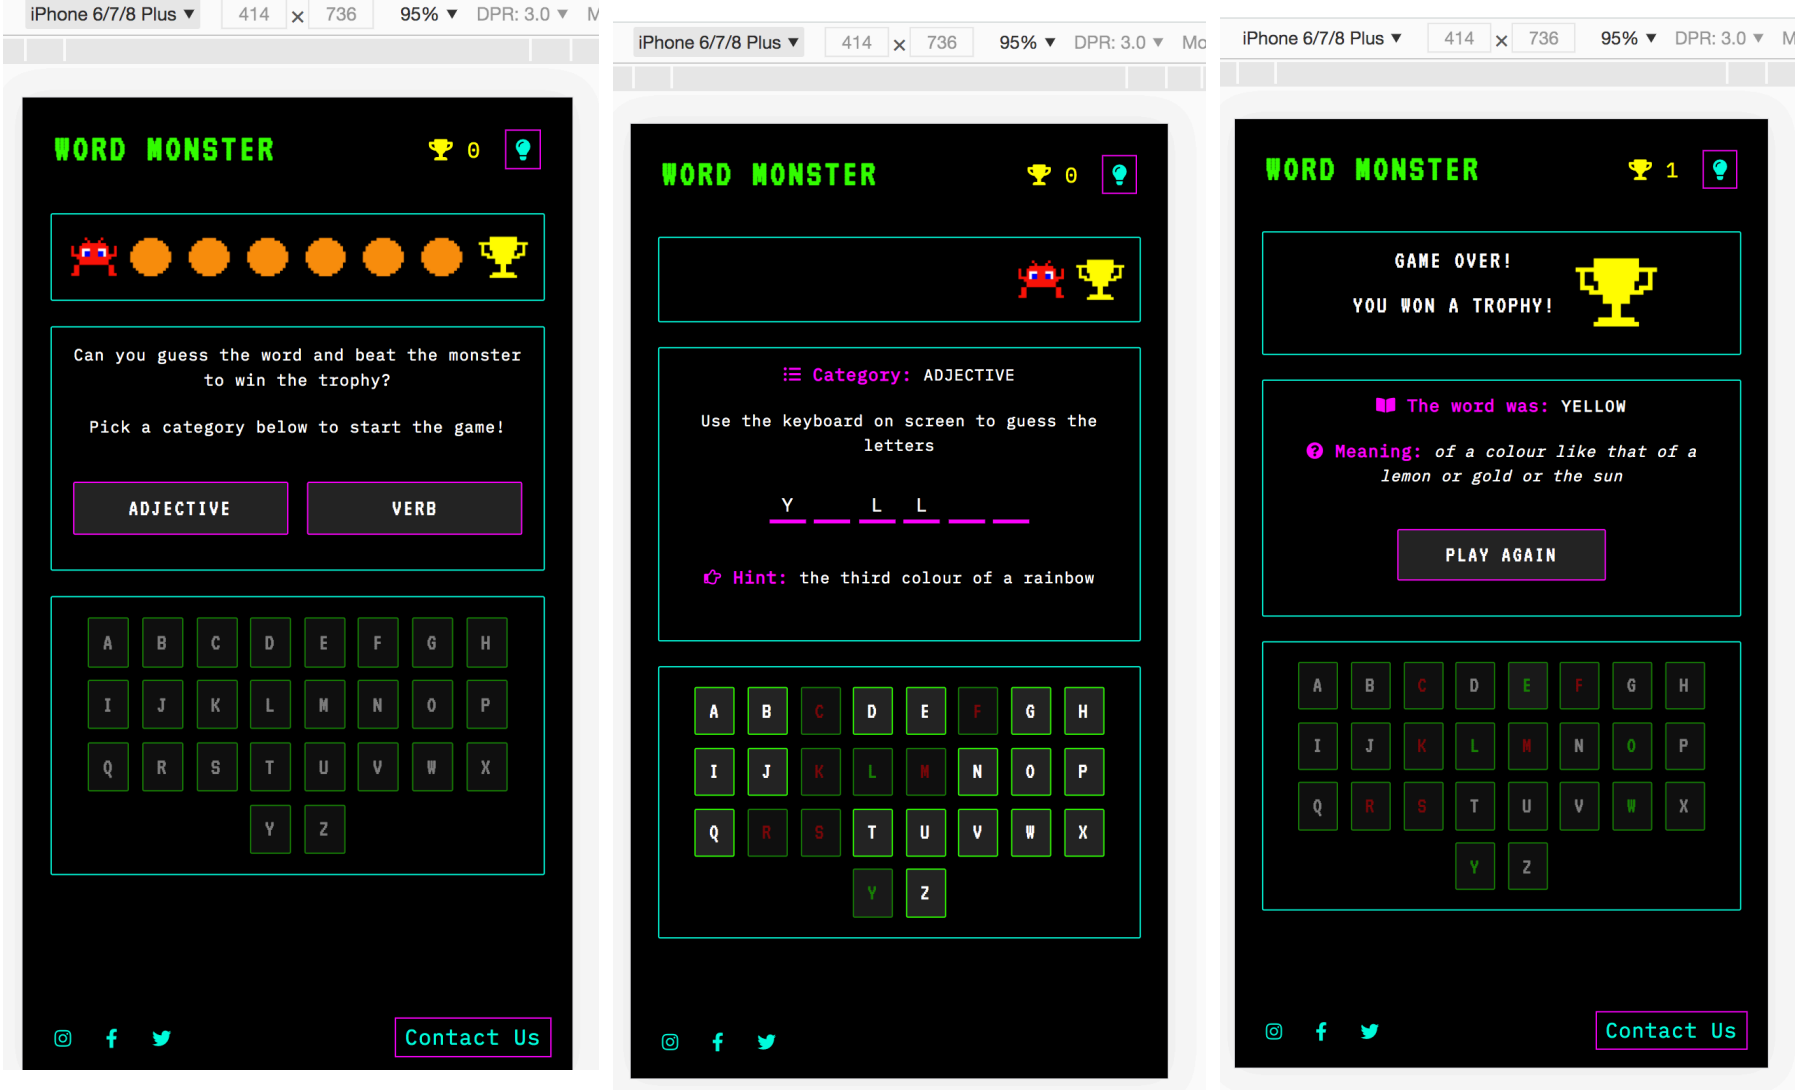 iPhone 6/7/8 Plus ▼ 414 × 736 95% ▼ DPR: 3.0 ▼ M
WORD MONSTER 0
Can you guess the word and beat the monster
to win the trophy?
Pick a category below to start the game!
ADJECTIVE VERB
A B C D E F G H
I J K L M N O P
Q R S T U V W X
Y Z
Contact Us
iPhone 6/7/8 Plus ▼ 414 × 736 95% ▼ DPR: 3.0 ▼ Mo
WORD MONSTER 0
Category: ADJECTIVE
Use the keyboard on screen to guess the
letters
Y _ L L _ _
Hint: the third colour of a rainbow
A B C D E F G H
I J K L M N O P
Q R S T U V W X
Y Z
iPhone 6/7/8 Plus ▼ 414 × 736 95% ▼ DPR: 3.0 ▼ M
WORD MONSTER 1
GAME OVER!
YOU WON A TROPHY!
The word was: YELLOW
Meaning: of a colour like that of a
lemon or gold or the sun
PLAY AGAIN
A B C D E F G H
I J K L M N O P
Q R S T U V W X
Y Z
Contact Us